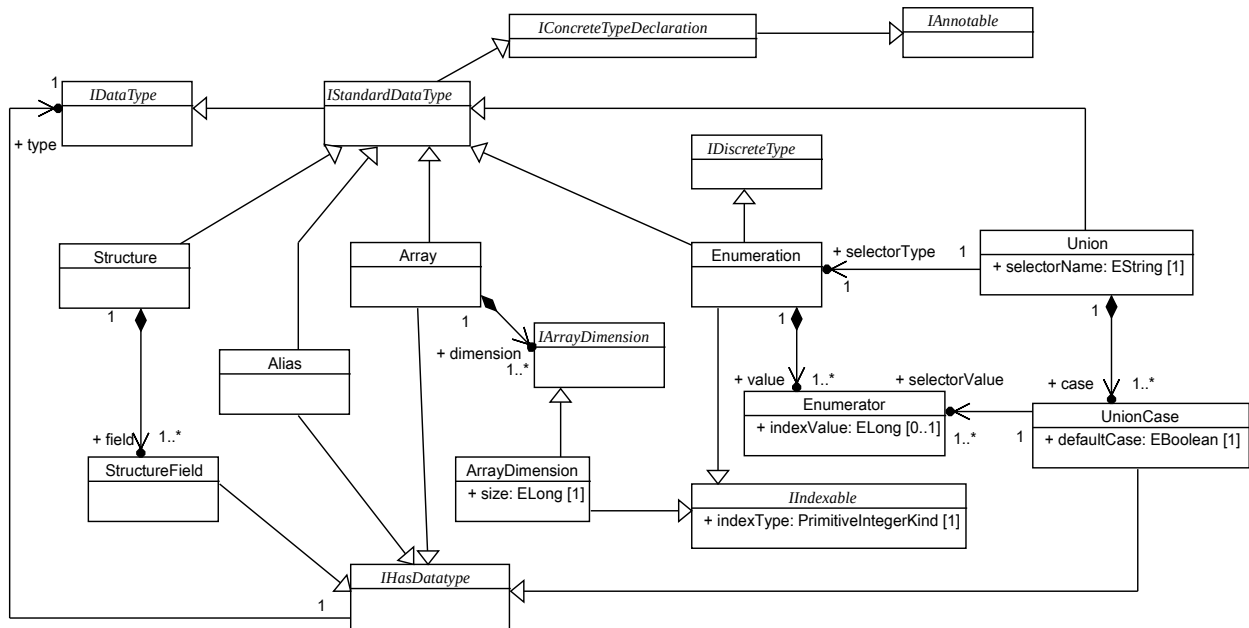 IConcreteTypeDeclaration
IAnnotable
1
IDataType
IStandardDataType
+ type
IDiscreteType
Structure
Array
Enumeration
+ selectorType
1
1
Union
+ selectorName: EString [1]
1
1
1
1
IArrayDimension
+ dimension
1..*
Alias
+ value
1..*
+ selectorValue
+ case
1..*
Enumerator
+ indexValue: ELong [0..1]
1..*
1
UnionCase
+ defaultCase: EBoolean [1]
+ field
1..*
StructureField
ArrayDimension
+ size: ELong [1]
IIndexable
+ indexType: PrimitiveIntegerKind [1]
IHasDatatype
1